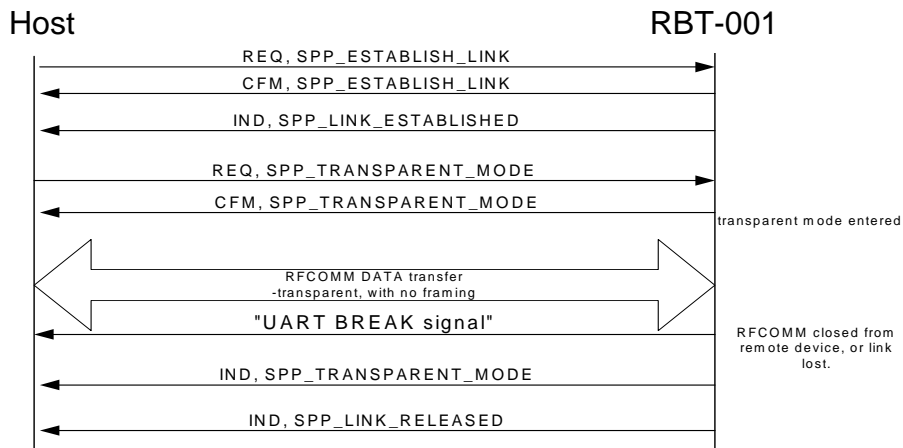 Host
RBT-001
REQ, SPP_ESTABLISH_LINK
CFM, SPP_ESTABLISH_LINK
IND, SPP_LINK_ESTABLISHED
REQ, SPP_TRANSPARENT_MODE
CFM, SPP_TRANSPARENT_MODE
transparent mode entered
RFCOMM DATA transfer
-transparent, with no framing
"UART BREAK signal"
RFCOMM closed from
remote device, or link
lost.
IND, SPP_TRANSPARENT_MODE
IND, SPP_LINK_RELEASED